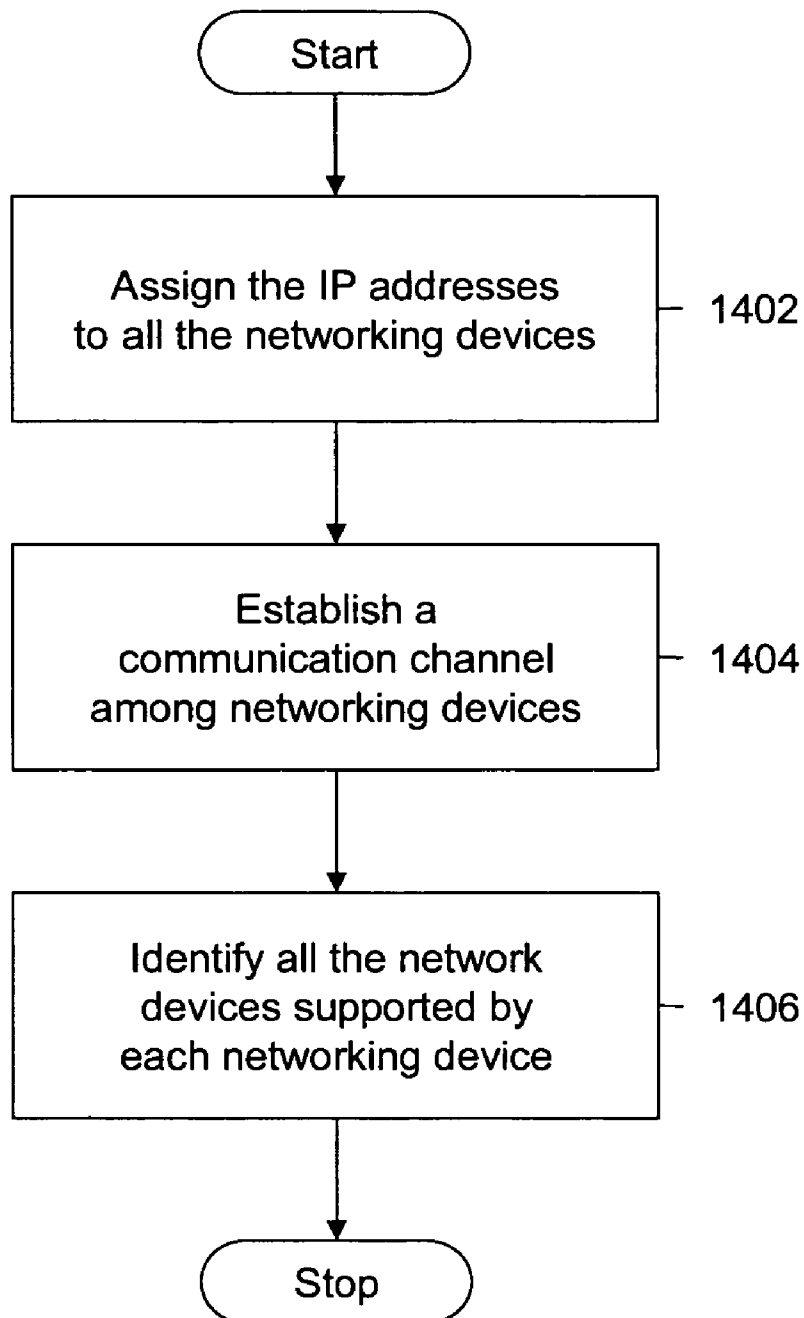 Start
Assign the IP addresses
to all the networking devices
1402
Establish a
communication channel
among networking devices
1404
Identify all the network
devices supported by
each networking device
1406
Stop